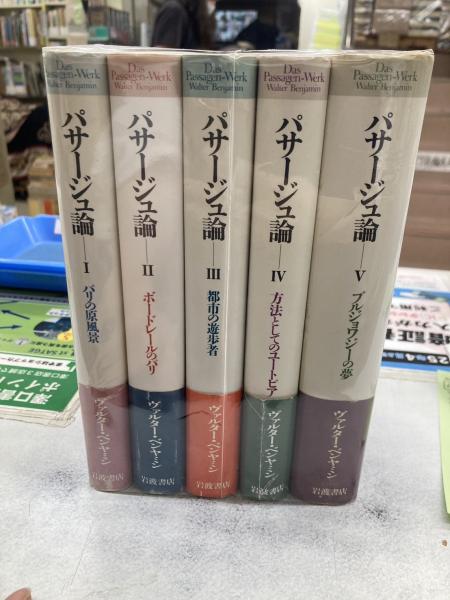 Das
Passagen-Werk
Walter Benjamin
パサージュ論
I
パリの原風景
ヴァルター・ベンヤミン
岩波書店
Das
Passagen-Werk
Walter Benjamin
パサージュ論
II
ボードレールのパリ
ヴァルター・ベンヤミン
岩波書店
Das
Passagen-Werk
Walter Benjamin
パサージュ論
III
都市の遊歩者
ヴァルター・ベンヤミン
岩波書店
Das
Passagen-Werk
Walter Benjamin
パサージュ論
IV
方法としてのユートピア
ヴァルター・ベンヤミン
岩波書店
Das
Passagen-Werk
Walter Benjamin
パサージュ論
V
ブルジョワジーの夢
ヴァルター・ベンヤミン
岩波書店